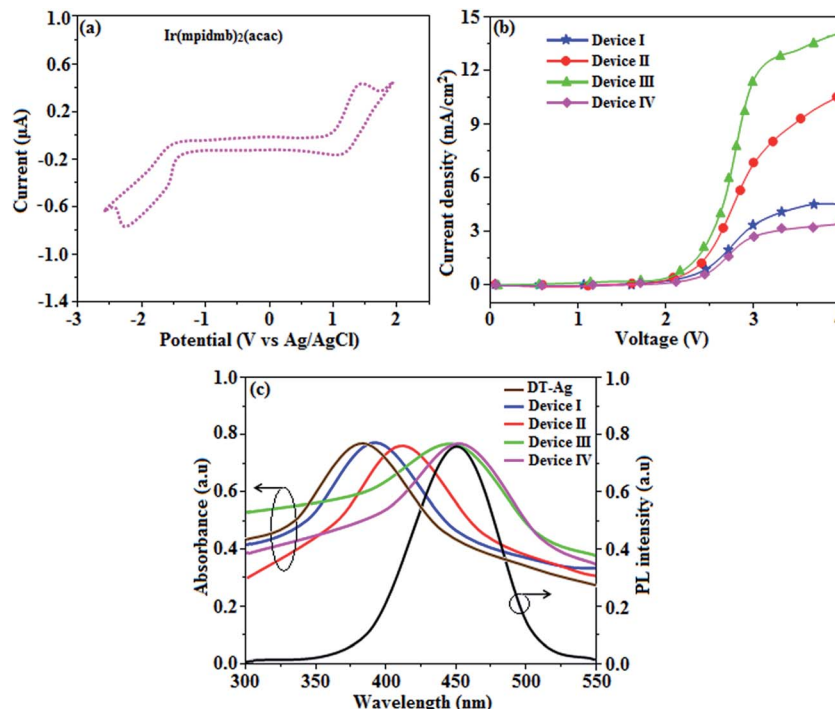 (a)
Ir(mpidmb)₂(acac)
1.0
0.6
0.2
-0.2
-0.6
-1.0
-1.4
Current (μA)
-3 -2 -1 0 1 2
Potential (V vs Ag/AgCl)
(b)
Device I
Device II
Device III
Device IV
15
12
9
6
3
0
Current density (mA/cm²)
0 1 2 3
Voltage (V)
(c)
DT-Ag
Device I
Device II
Device III
Device IV
1.0
0.8
0.6
0.4
0.2
0.0
Absorbance (a.u)
1.0
0.8
0.6
0.4
0.2
0.0
PL intensity (a.u)
300 350 400 450 500 550
Wavelength (nm)